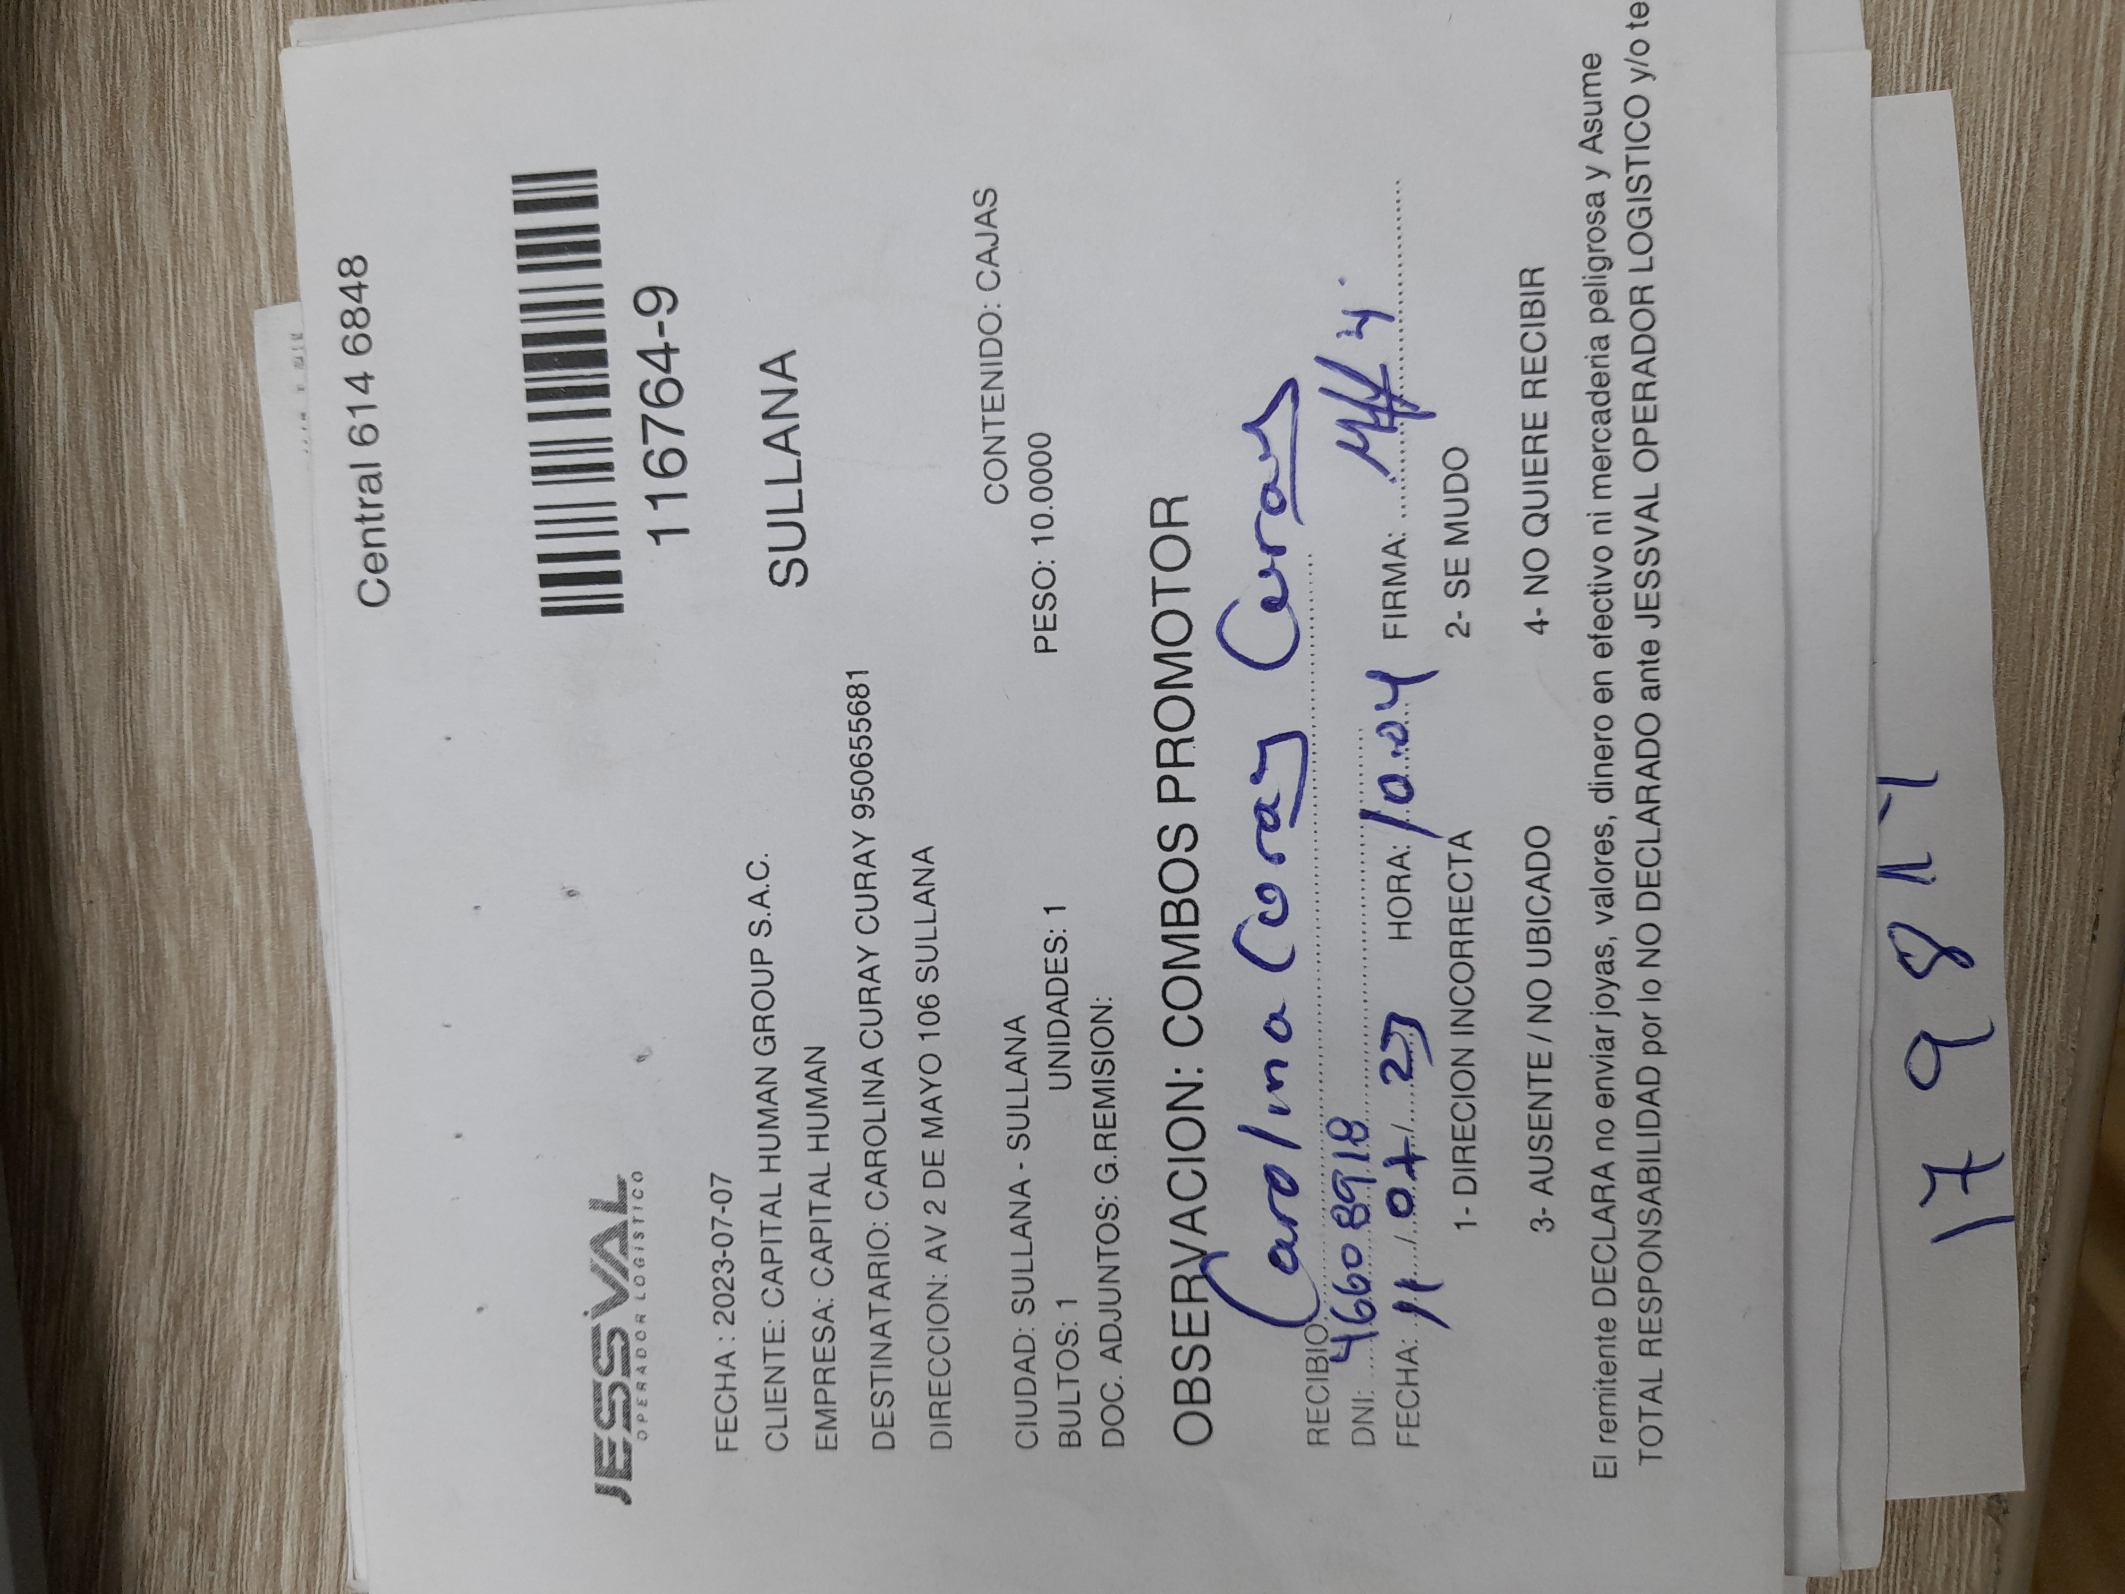 Central 614 6848
JESSVAL
OPERADOR LOGISTICO
116764-9
FECHA : 2023-07-07
CLIENTE: CAPITAL HUMAN GROUP S.A.C.
SULLANA
EMPRESA: CAPITAL HUMAN
DESTINATARIO: CAROLINA CURAY CURAY 950655681
DIRECCION: AV 2 DE MAYO 106 SULLANA
CONTENIDO: CAJAS
CIUDAD: SULLANA - SULLANA
BULTOS: 1 UNIDADES: 1 PESO: 10.0000
DOC. ADJUNTOS: G.REMISION:
OBSERVACION: COMBOS PROMOTOR
RECIBIO: Carolina Curay Curay
DNI: 46608918
FECHA: 11/07/23 HORA: 10:04 FIRMA:
1- DIRECION INCORRECTA 2- SE MUDO
3- AUSENTE / NO UBICADO 4- NO QUIERE RECIBIR
El remitente DECLARA no enviar joyas, valores, dinero en efectivo ni mercaderia peligrosa y Asume
TOTAL RESPONSABILIDAD por lo NO DECLARADO ante JESSVAL OPERADOR LOGISTICO y/o te
17 9 8